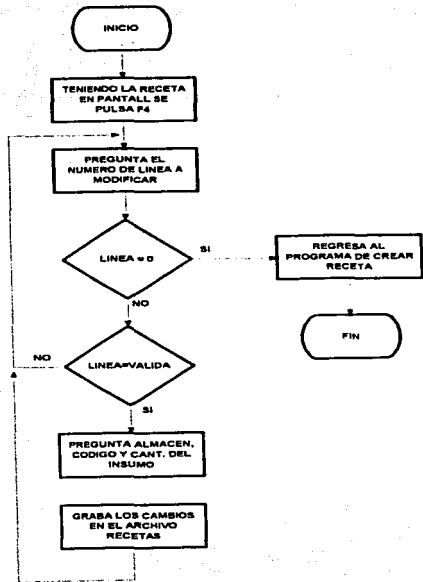 INICIO
TENIENDO LA RECETA
EN PANTALL SE
PULSA F4
PREGUNTA EL
NUMERO DE LINEA A
MODIFICAR
LINEA = 0
SI
REGRESA AL
PROGRAMA DE CREAR
RECETA
NO
FIN
NO
LINEA=VALIDA
SI
PREGUNTA ALMACEN,
CODIGO Y CANT. DEL
INSUMO
GRABA LOS CAMBIOS
EN EL ARCHIVO
RECETAS